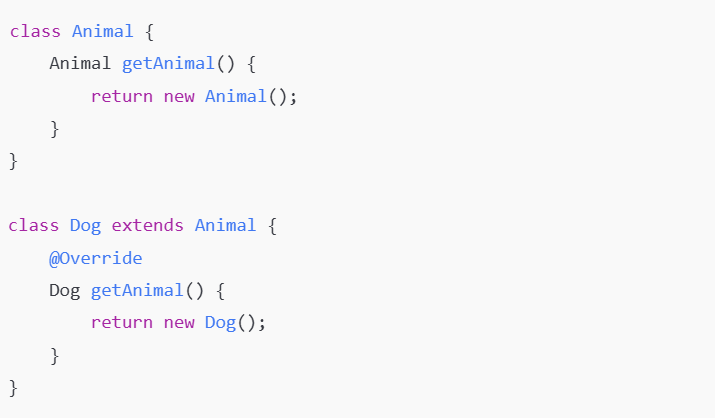 class Animal {
    Animal getAnimal() {
        return new Animal();
    }
}

class Dog extends Animal {
    @Override
    Dog getAnimal() {
        return new Dog();
    }
}